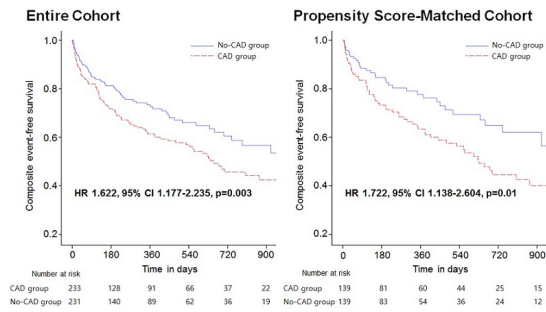 Entire Cohort
Propensity Score-Matched Cohort
1.0
0.8
0.6
0.4
0.2
Composite event-free survival
No-CAD group
CAD group
HR 1.622, 95% CI 1.177-2.235, p=0.003
0 180 360 540 720 900
Time in days
Number at risk
CAD group 233 128 91 66 37 22
No-CAD group 231 140 89 62 36 19
1.0
0.8
0.6
0.4
0.2
Composite event-free survival
No-CAD group
CAD group
HR 1.722, 95% CI 1.138-2.604, p=0.01
0 180 360 540 720 900
Time in days
Number at risk
CAD group 139 81 60 44 25 15
No-CAD group 139 83 54 36 24 12